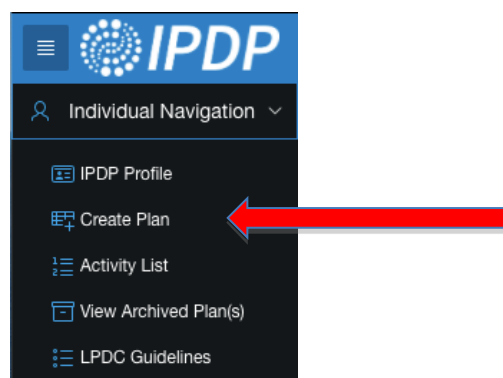 IPDP
Individual Navigation
IPDP Profile
Create Plan
Activity List
View Archived Plan(s)
LPDC Guidelines